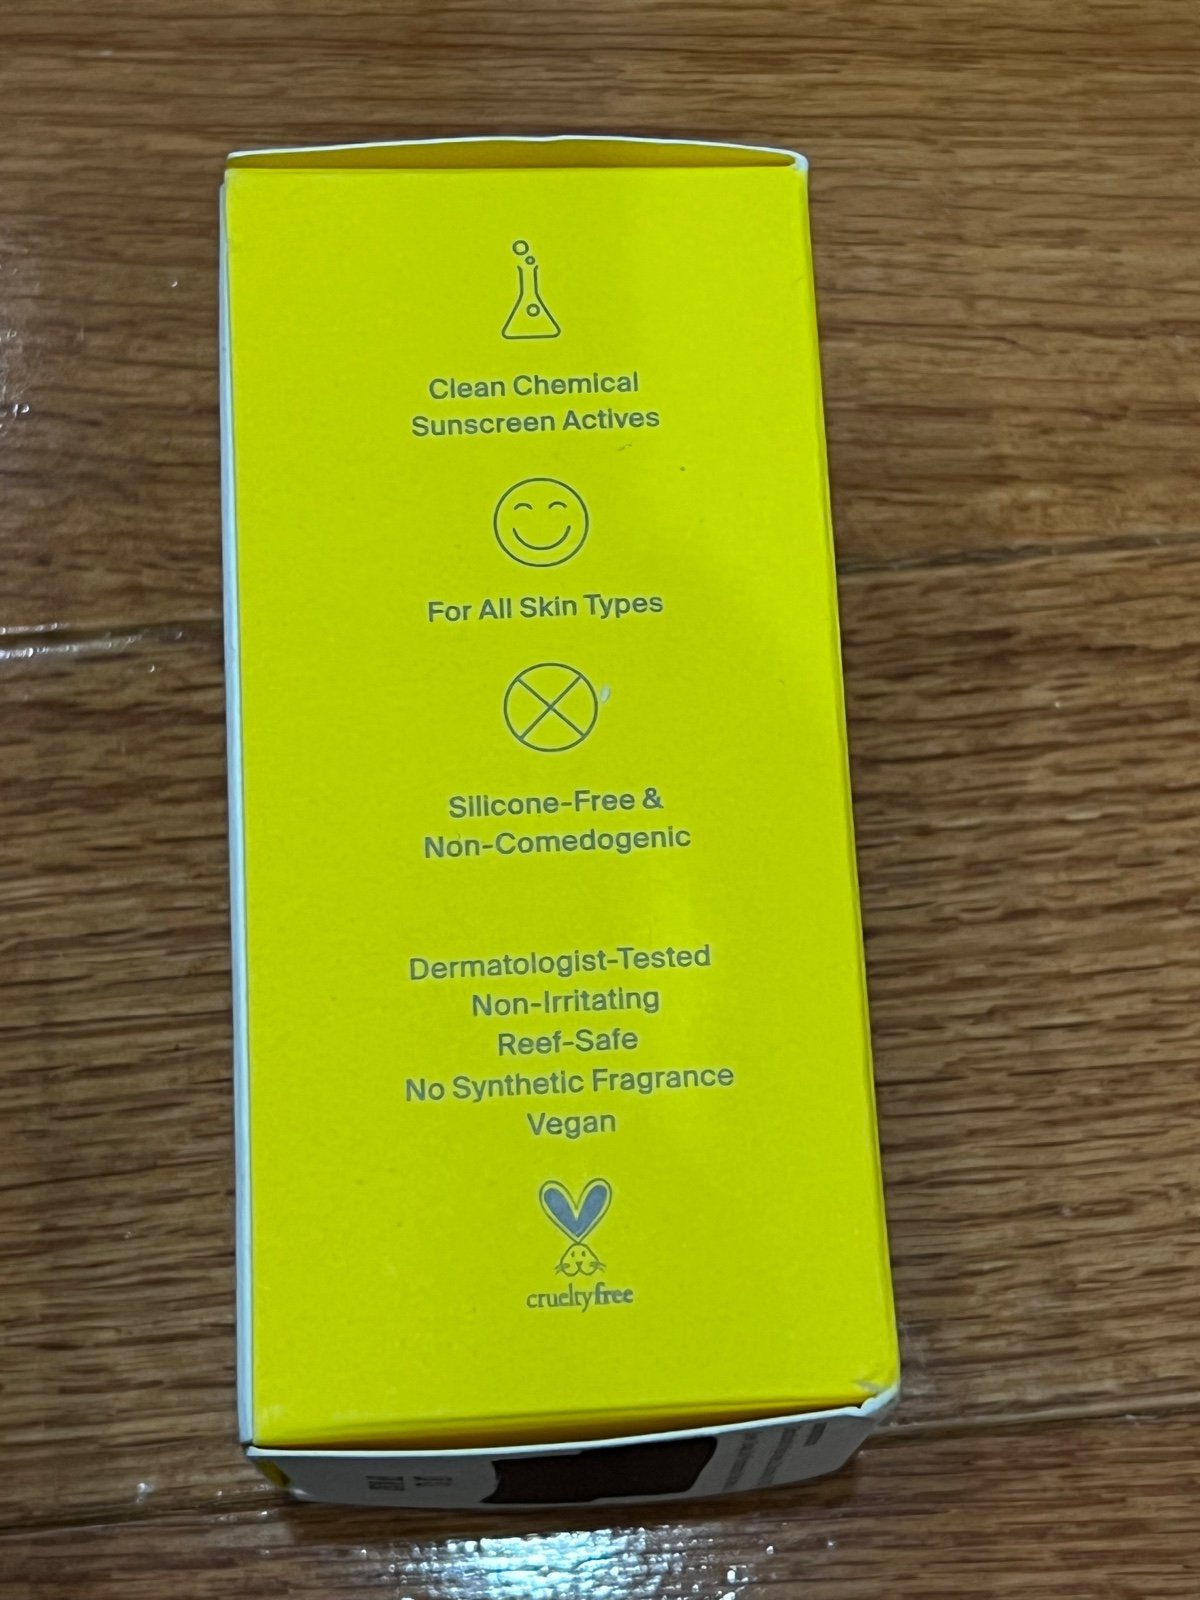 Clean Chemical
Sunscreen Actives
For All Skin Types
Silicone-Free &
Non-Comedogenic
Dermatologist-Tested
Non-Irritating
Reef-Safe
No Synthetic Fragrance
Vegan
crueltyfree